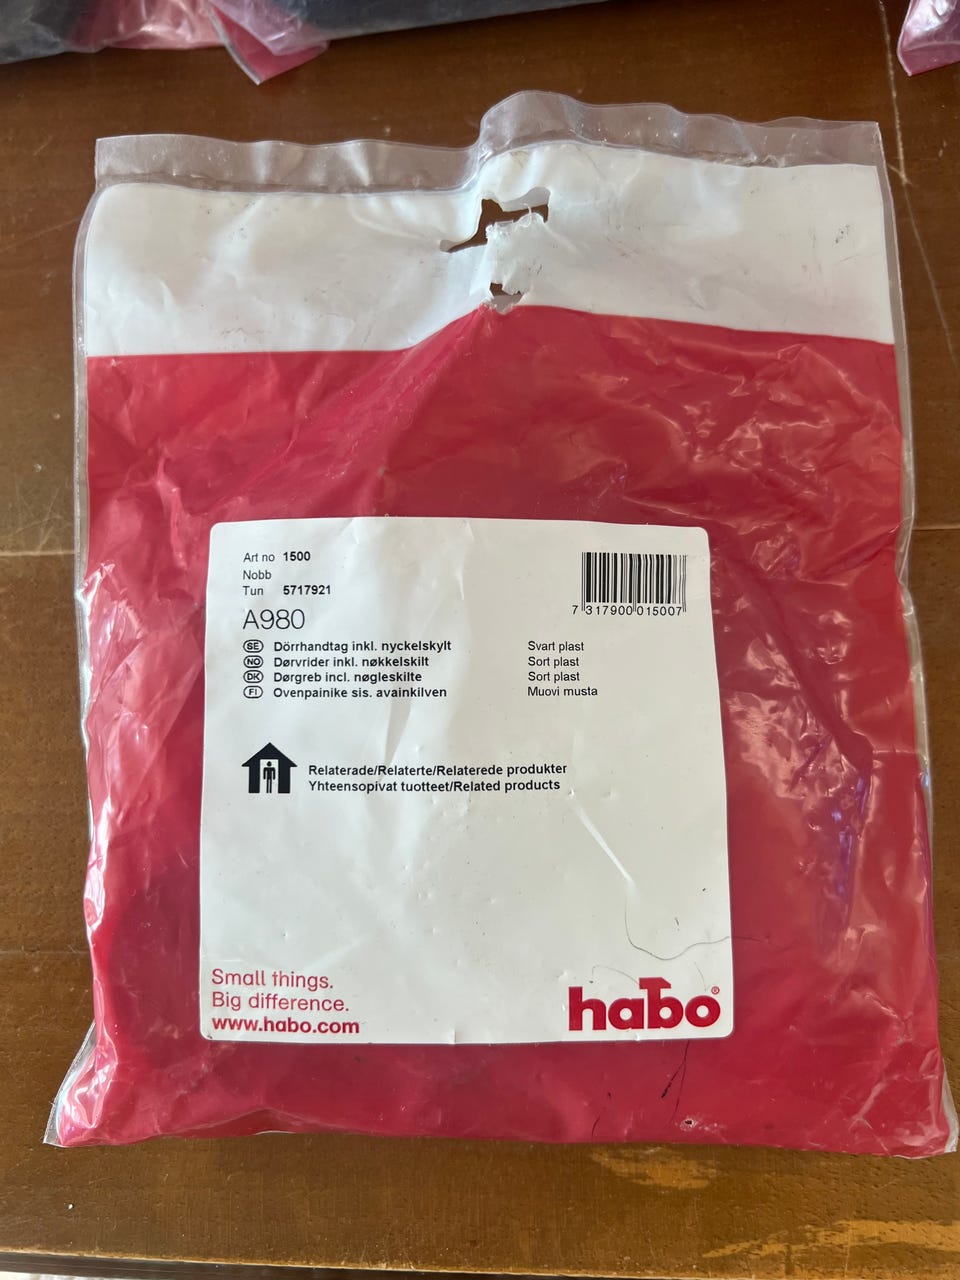 Art no 1500
Nobb
Tun 5717921
A980
7 317900 015007
SE Dörrhandtag inkl. nyckelskylt Svart plast
NO Dørvrider inkl. nøkkelskilt Sort plast
DK Dørgreb incl. nøgleskilte Sort plast
FI Ovenpainike sis. avainkilven Muovi musta
Relaterade/Relaterte/Relaterede produkter
Yhteensopivat tuotteet/Related products
Small things.
Big difference.
www.habo.com
habo®